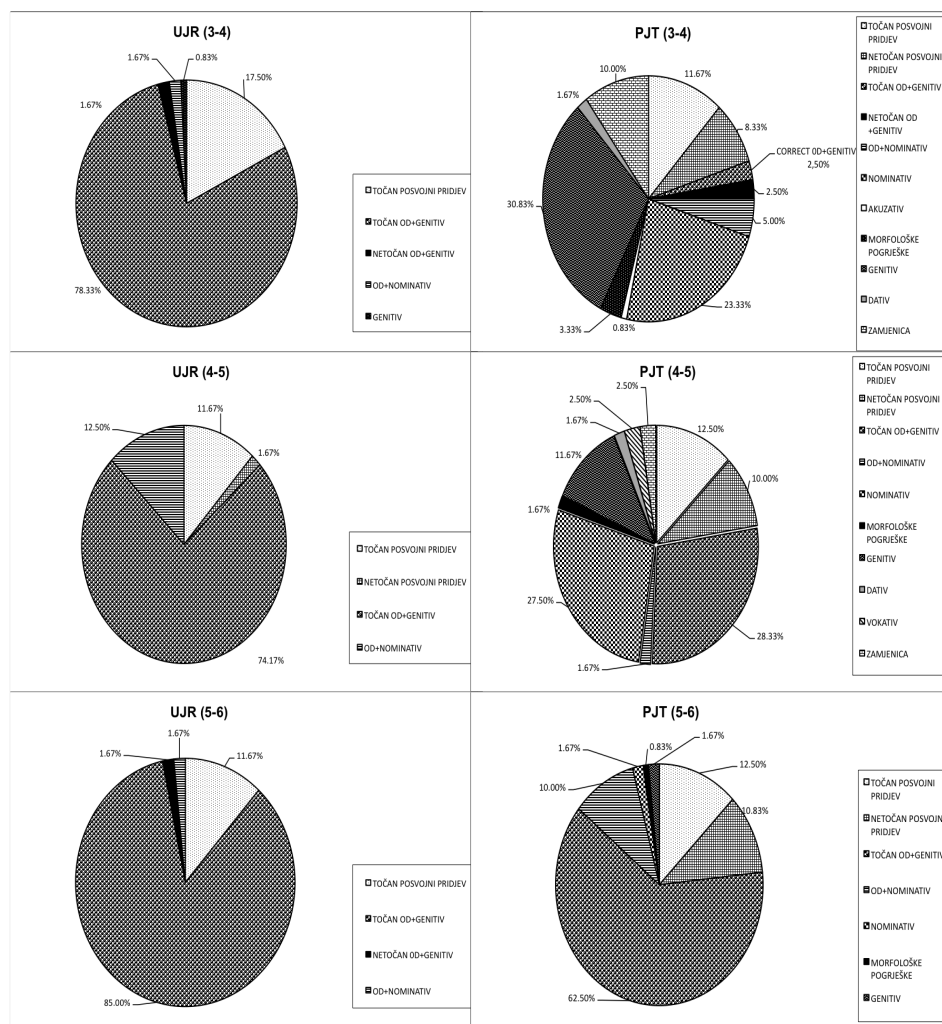 UJR (3-4)
1.67%
0.83%
17.50%
1.67%
78.33%
TOČAN POSVOJNI PRIDJEV
TOČAN OD+GENITIV
NETOČAN OD+GENITIV
OD+NOMINATIV
GENITIV
PJT (3-4)
10.00%
11.67%
1.67%
8.33%
CORRECT OD+GENITIV
2,50%
2.50%
30.83%
5.00%
23.33%
3.33%
0.83%
TOČAN POSVOJNI
PRIDJEV
NETOČAN POSVOJNI
PRIDJEV
TOČAN OD+GENITIV
NETOČAN OD
+GENITIV
OD+NOMINATIV
NOMINATIV
AKUZATIV
MORFOLOŠKE
POGRJEŠKE
GENITIV
DATIV
ZAMJENICA
UJR (4-5)
12.50%
11.67%
1.67%
74.17%
TOČAN POSVOJNI PRIDJEV
NETOČAN POSVOJNI PRIDJEV
TOČAN OD+GENITIV
OD+NOMINATIV
PJT (4-5)
2.50%
2.50%
12.50%
1.67%
11.67%
10.00%
1.67%
27.50%
28.33%
1.67%
TOČAN POSVOJNI
PRIDJEV
NETOČAN POSVOJNI
PRIDJEV
TOČAN OD+GENITIV
OD+NOMINATIV
NOMINATIV
MORFOLOŠKE
POGRJEŠKE
GENITIV
DATIV
VOKATIV
ZAMJENICA
UJR (5-6)
1.67%
1.67%
11.67%
85.00%
TOČAN POSVOJNI PRIDJEV
TOČAN OD+GENITIV
NETOČAN OD+GENITIV
OD+NOMINATIV
PJT (5-6)
1.67%
0.83%
1.67%
12.50%
10.00%
10.83%
62.50%
TOČAN POSVOJNI
PRIDJEV
NETOČAN POSVOJNI
PRIDJEV
TOČAN OD+GENITIV
OD+NOMINATIV
NOMINATIV
MORFOLOŠKE
POGRJEŠKE
GENITIV